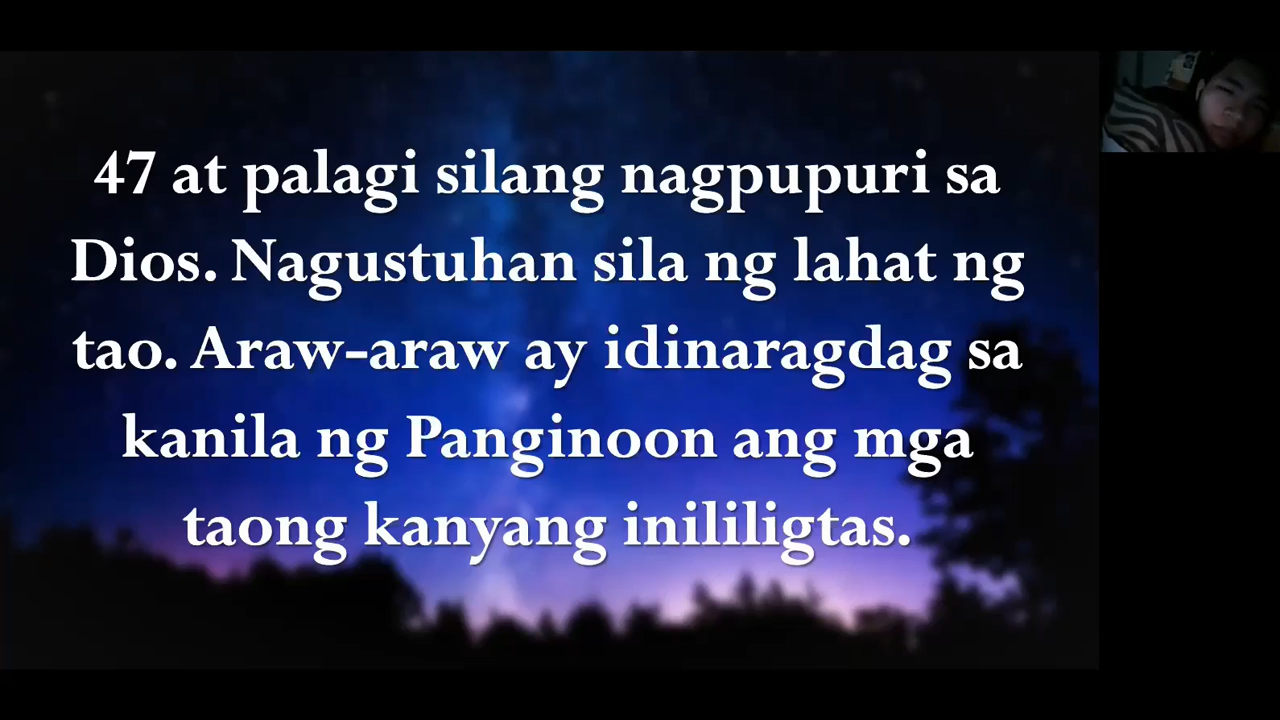 47 at palagi silang nagpupuri sa
Dios. Nagustuhan sila ng lahat ng
tao. Araw-araw ay idinaragdag sa
kanila ng Panginoon ang mga
taong kanyang inililigtas.